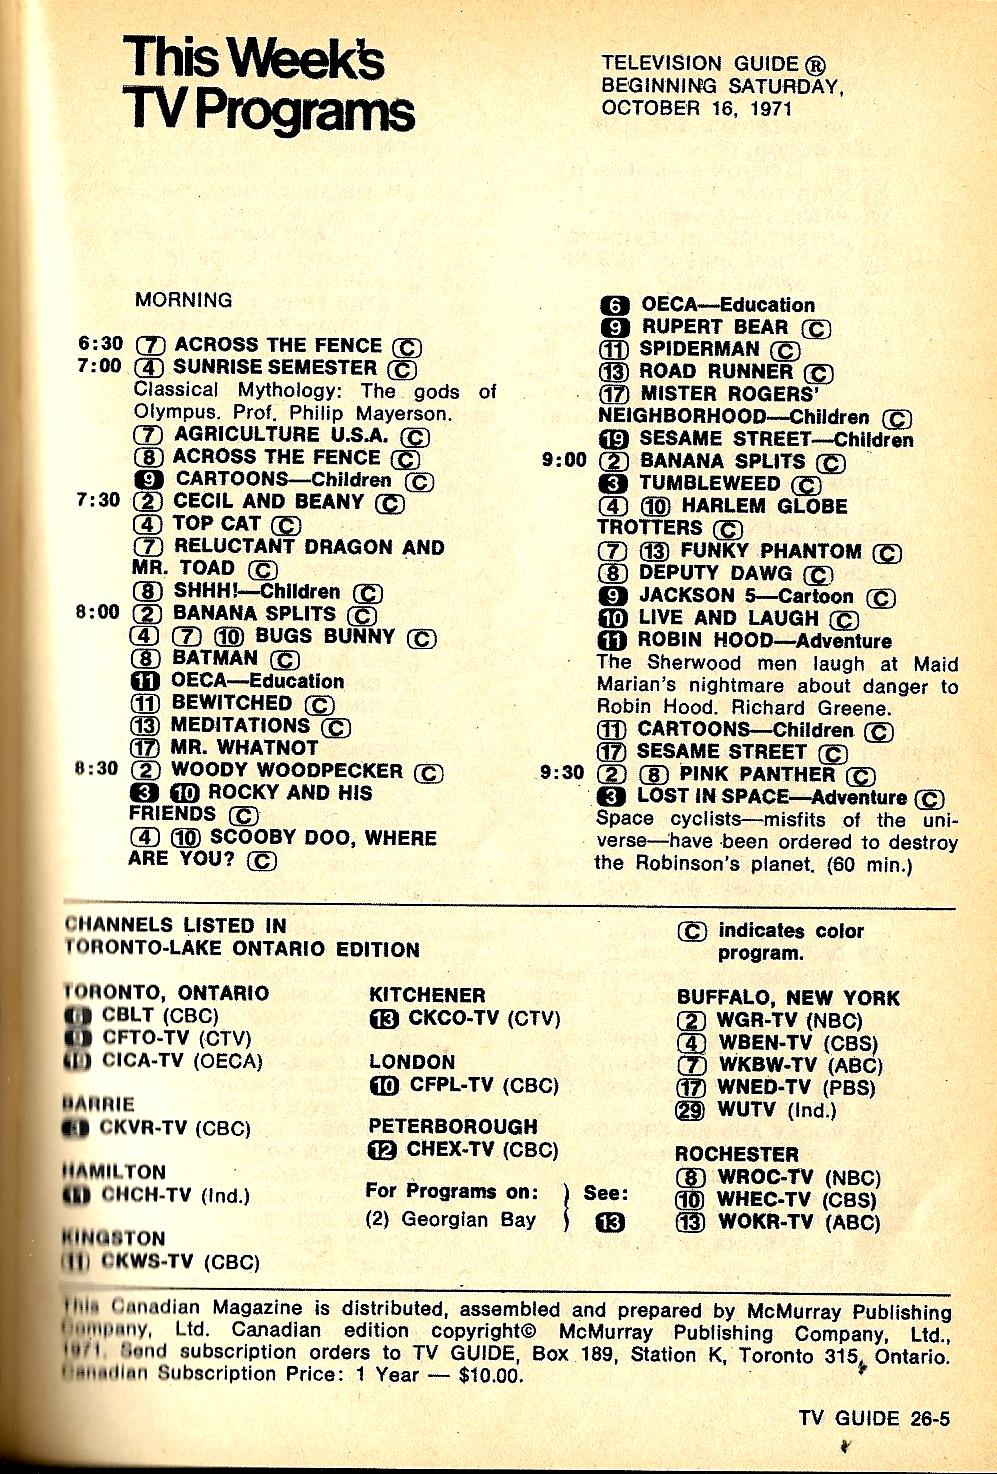 This Week's
TV Programs
TELEVISION GUIDE ®
BEGINNING SATURDAY,
OCTOBER 16, 1971
MORNING
6:30 (7) ACROSS THE FENCE (C)
7:00 (4) SUNRISE SEMESTER (C)
Classical Mythology: The gods of
Olympus. Prof. Philip Mayerson.
(7) AGRICULTURE U.S.A. (C)
(8) ACROSS THE FENCE (C)
9 CARTOONS—Children (C)
7:30 (2) CECIL AND BEANY (C)
(4) TOP CAT (C)
(7) RELUCTANT DRAGON AND
MR. TOAD (C)
(8) SHHH!—Children (C)
8:00 (2) BANANA SPLITS (C)
(4) (7) (10) BUGS BUNNY (C)
(8) BATMAN (C)
11 OECA—Education
(11) BEWITCHED (C)
(13) MEDITATIONS (C)
(17) MR. WHATNOT
8:30 (2) WOODY WOODPECKER (C)
3 10 ROCKY AND HIS
FRIENDS (C)
(4) (10) SCOOBY DOO, WHERE
ARE YOU? (C)
6 OECA—Education
9 RUPERT BEAR (C)
(11) SPIDERMAN (C)
(13) ROAD RUNNER (C)
(17) MISTER ROGERS'
NEIGHBORHOOD—Children (C)
19 SESAME STREET—Children
9:00 (2) BANANA SPLITS (C)
3 TUMBLEWEED (C)
(4) (10) HARLEM GLOBE
TROTTERS (C)
(7) (13) FUNKY PHANTOM (C)
(8) DEPUTY DAWG (C)
9 JACKSON 5—Cartoon (C)
10 LIVE AND LAUGH (C)
11 ROBIN HOOD—Adventure
The Sherwood men laugh at Maid
Marian's nightmare about danger to
Robin Hood. Richard Greene.
(11) CARTOONS—Children (C)
(17) SESAME STREET (C)
9:30 (2) (8) PINK PANTHER (C)
3 LOST IN SPACE—Adventure (C)
Space cyclists—misfits of the uni-
verse—have been ordered to destroy
the Robinson's planet. (60 min.)
CHANNELS LISTED IN
TORONTO-LAKE ONTARIO EDITION
(C) indicates color
program.
TORONTO, ONTARIO
CBLT (CBC)
CFTO-TV (CTV)
CICA-TV (OECA)
BARRIE
CKVR-TV (CBC)
HAMILTON
11 CHCH-TV (Ind.)
KINGSTON
(11) CKWS-TV (CBC)
KITCHENER
13 CKCO-TV (CTV)
LONDON
10 CFPL-TV (CBC)
PETERBOROUGH
12 CHEX-TV (CBC)
For Programs on: See:
(2) Georgian Bay 13
BUFFALO, NEW YORK
(2) WGR-TV (NBC)
(4) WBEN-TV (CBS)
(7) WKBW-TV (ABC)
(17) WNED-TV (PBS)
(29) WUTV (Ind.)
ROCHESTER
(8) WROC-TV (NBC)
(10) WHEC-TV (CBS)
(13) WOKR-TV (ABC)
This Canadian Magazine is distributed, assembled and prepared by McMurray Publishing
Company, Ltd. Canadian edition copyright© McMurray Publishing Company, Ltd.,
1971. Send subscription orders to TV GUIDE, Box 189, Station K, Toronto 315, Ontario.
Canadian Subscription Price: 1 Year — $10.00.
TV GUIDE 26-5